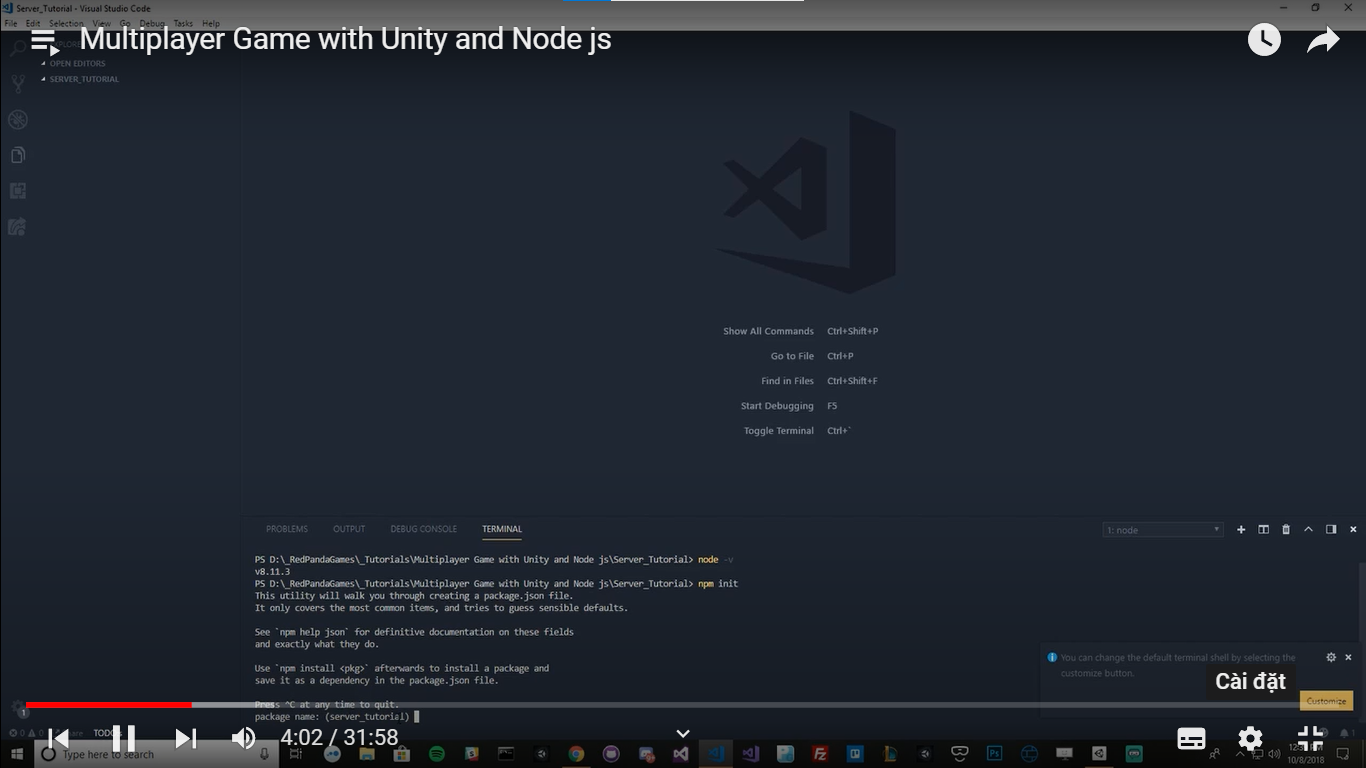 Server_Tutorial - Visual Studio Code
File Edit Selection View Go Debug Tasks Help
Multiplayer Game with Unity and Node js
OPEN EDITORS
SERVER_TUTORIAL
Show All Commands Ctrl+Shift+P
Go to File Ctrl+P
Find in Files Ctrl+Shift+F
Start Debugging F5
Toggle Terminal Ctrl+`
PROBLEMS OUTPUT DEBUG CONSOLE TERMINAL 1: node
PS D:\_RedPandaGames\_Tutorials\Multiplayer Game with Unity and Node js\Server_Tutorial> node -v
v8.11.3
PS D:\_RedPandaGames\_Tutorials\Multiplayer Game with Unity and Node js\Server_Tutorial> npm init
This utility will walk you through creating a package.json file.
It only covers the most common items, and tries to guess sensible defaults.
See `npm help json` for definitive documentation on these fields
and exactly what they do.
Use `npm install <pkg>` afterwards to install a package and
save it as a dependency in the package.json file.
Press ^C at any time to quit.
package name: (server_tutorial)
You can change the default terminal shell by selecting the
customize button.
Cài đặt
Customize
1
4:02 / 31:58
Type here to search
10/8/2018